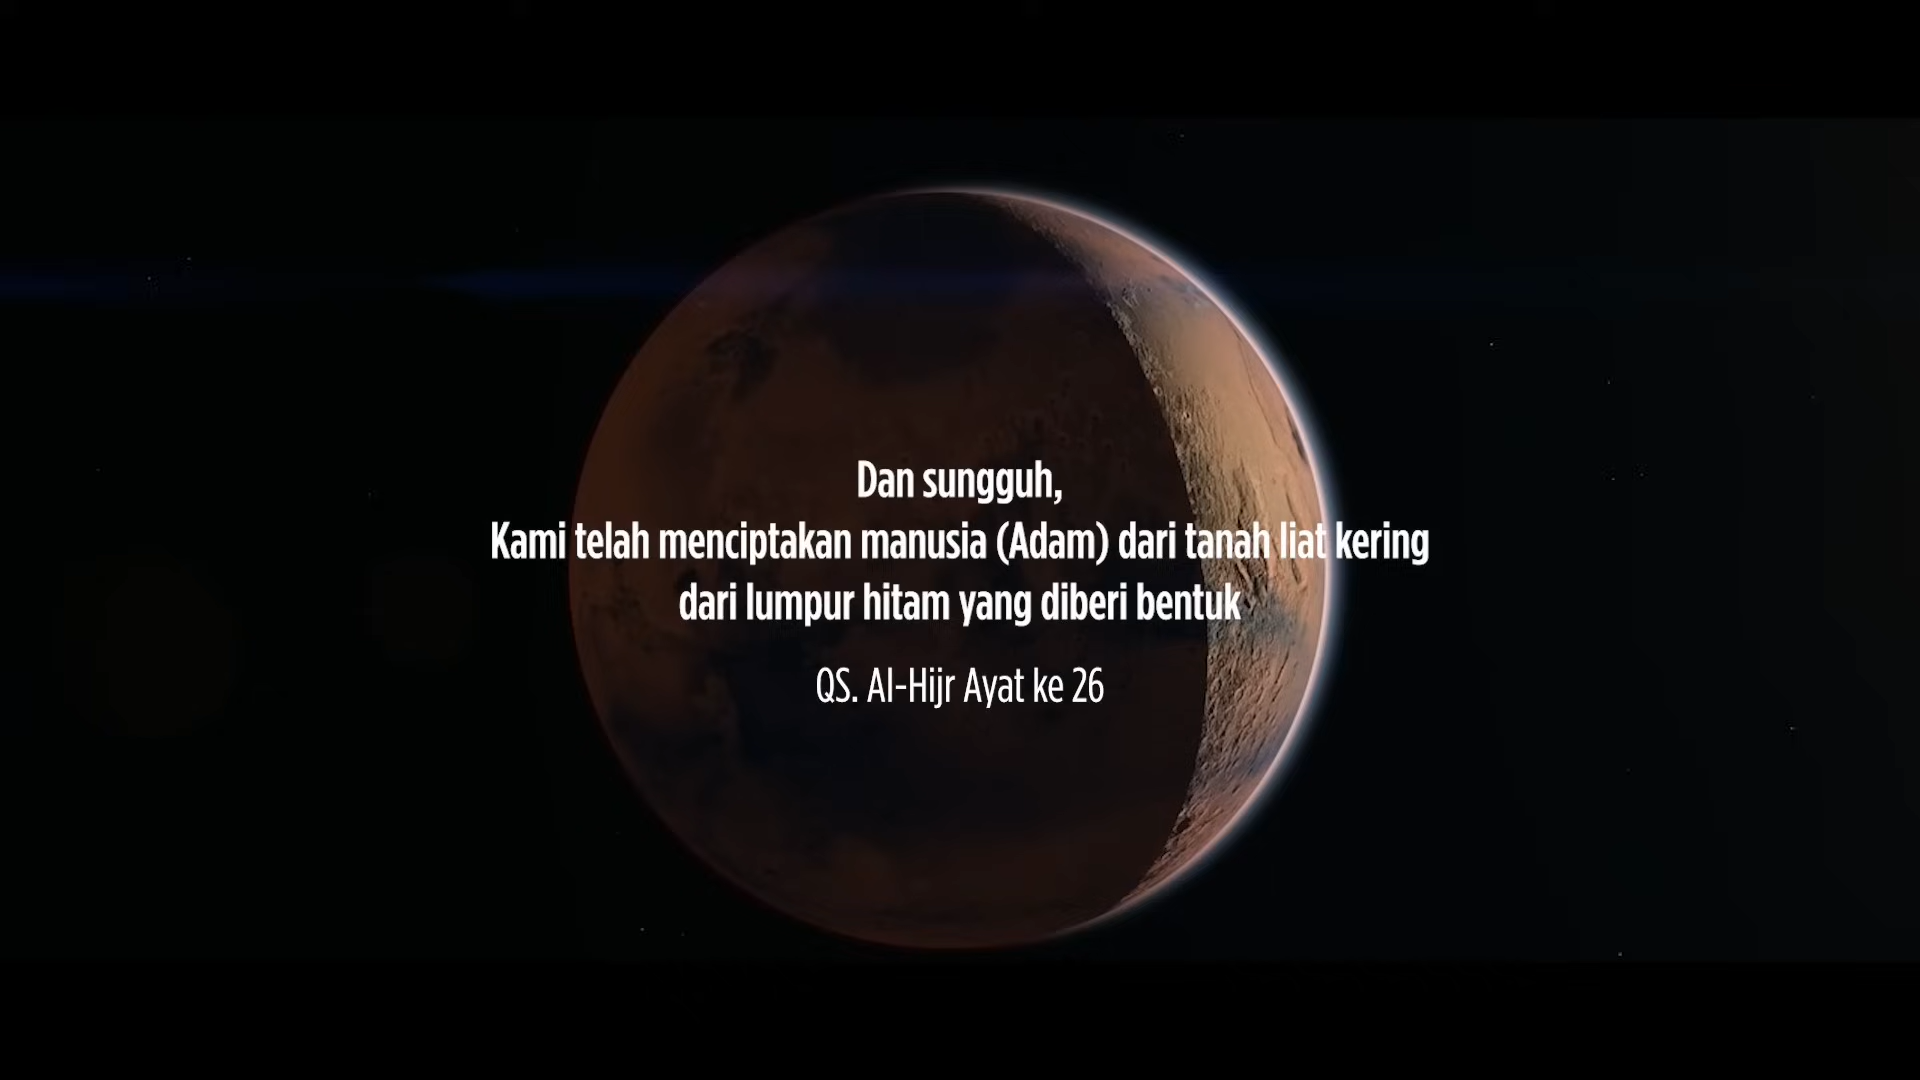 Dan sungguh,
Kami telah menciptakan manusia (Adam) dari tanah liat kering
dari lumpur hitam yang diberi bentuk
QS. Al-Hijr Ayat ke 26